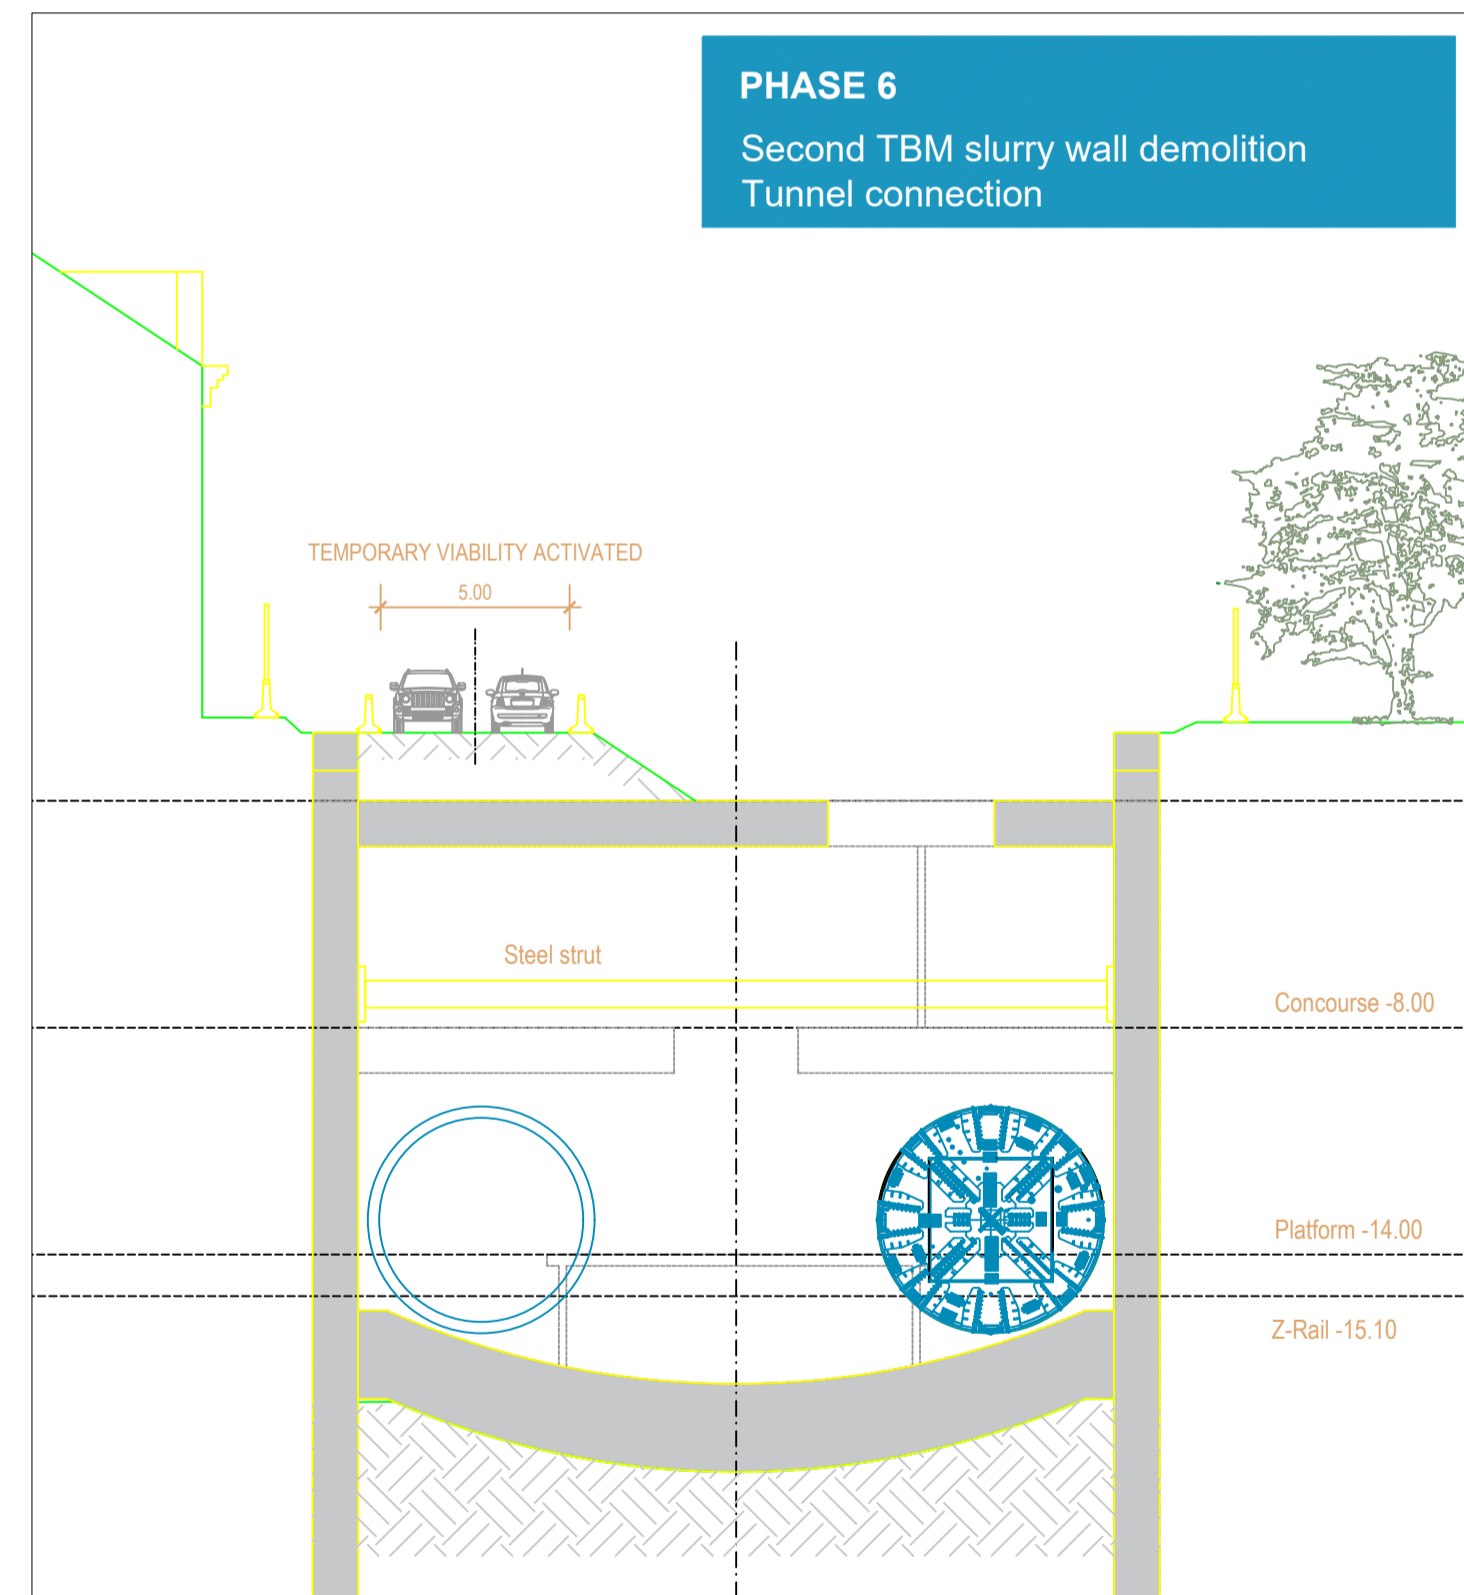 PHASE 6
Second TBM slurry wall demolition
Tunnel connection
TEMPORARY VIABILITY ACTIVATED
5.00
Steel strut
Concourse -8.00
Platform -14.00
Z-Rail -15.10